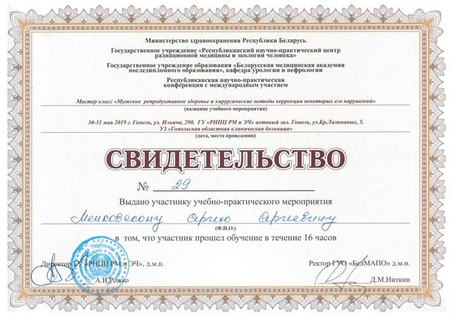 Министерство здравоохранения Республики Беларусь
Государственное учреждение «Республиканский научно-практический центр
радиационной медицины и экологии человека»
Государственное учреждение образования «Белорусская медицинская академия
последипломного образования», кафедра урологии и нефрологии
Республиканская научно-практическая
конференция с международным участием
Мастер класс «Мужское репродуктивное здоровье и хирургические методы коррекции некоторых его нарушений»
(название учебного мероприятия)
30-31 мая 2019 г. Гомель, ул. Ильича, 290. ГУ «РНПЦ РМ и ЭЧ» актовый зал. Гомель, ул.Бр.Лизюковых, 5.
УЗ «Гомельская областная клиническая больница»
(дата, место проведения)
СВИДЕТЕЛЬСТВО
№ 29
Выдано участнику учебно-практического мероприятия
Сергею Сергеевичу
(Ф.И.О.)
в том, что участник прошел обучение в течение 16 часов
Директор ГУ «РНПЦ РМ и ЭЧ», д.м.н.
Ректор ГУО «БелМАПО» д.м.н.
А.В.Рожко
Д.М.Ниткин